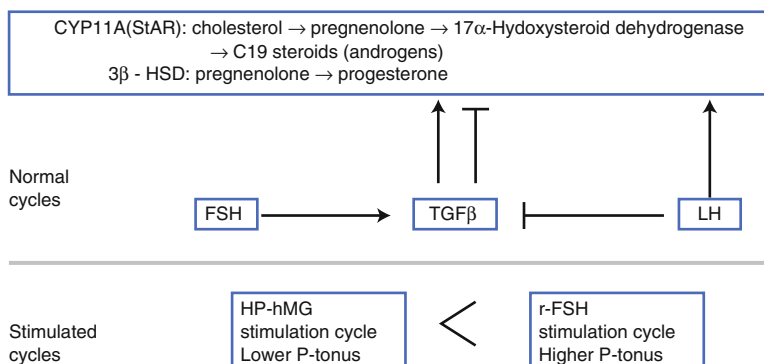 CYP11A(StAR): cholesterol → pregnenolone → 17α-Hydoxysteroid dehydrogenase
→ C19 steroids (androgens)
3β - HSD: pregnenolone → progesterone
Normal
cycles
FSH
TGFβ
LH
Stimulated
cycles
HP-hMG
stimulation cycle
Lower P-tonus
<
r-FSH
stimulation cycle
Higher P-tonus